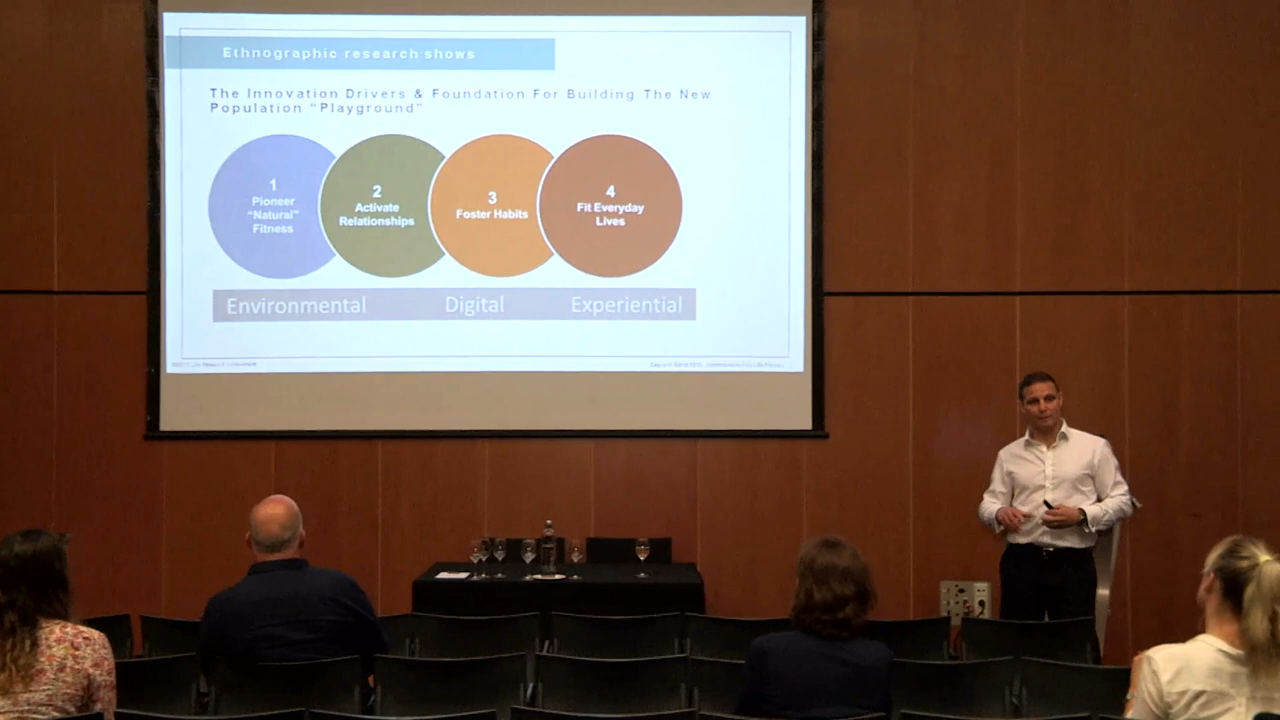 Ethnographic research shows
The Innovation Drivers & Foundation For Building The New
Population “Playground”
1
Pioneer
“Natural”
Fitness
2
Activate
Relationships
3
Foster Habits
4
Fit Everyday
Lives
Environmental Digital Experiential